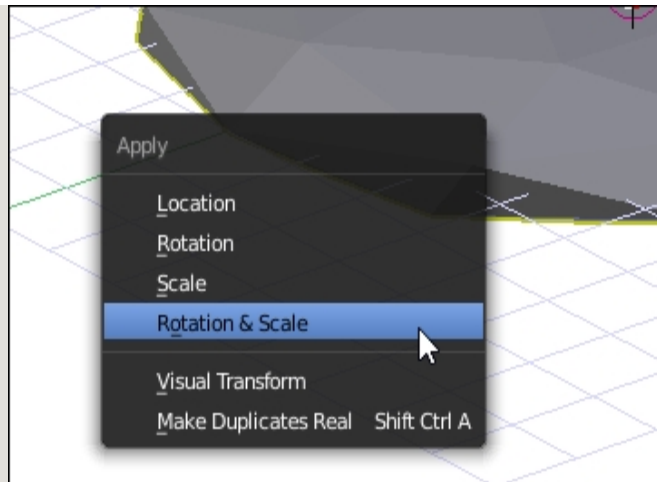 Apply
Location
Rotation
Scale
Rotation & Scale
Visual Transform
Make Duplicates Real Shift Ctrl A